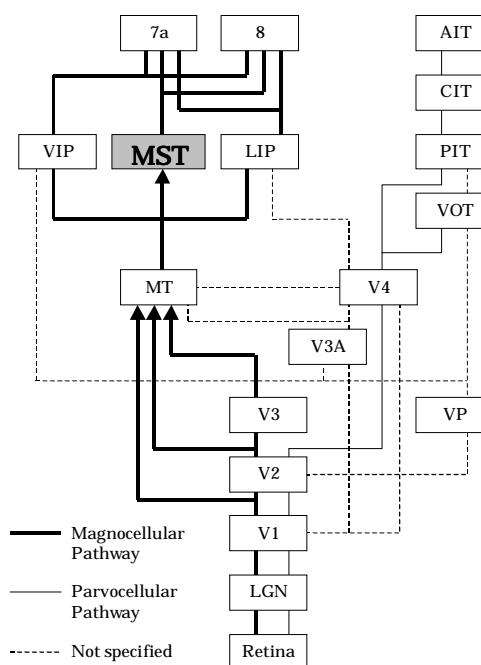 7a 8 AIT
CIT
VIP MST LIP PIT
VOT
MT V4
V3A
V3 VP
V2
V1
Magnocellular
Pathway
LGN
Parvocellular
Pathway
Not specified Retina